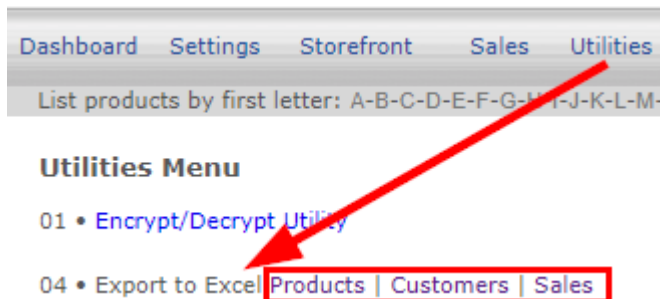 Dashboard Settings Storefront Sales Utilities
List products by first letter: A-B-C-D-E-F-G-H-I-J-K-L-M-
Utilities Menu
01 • Encrypt/Decrypt Utility
04 • Export to Excel Products | Customers | Sales